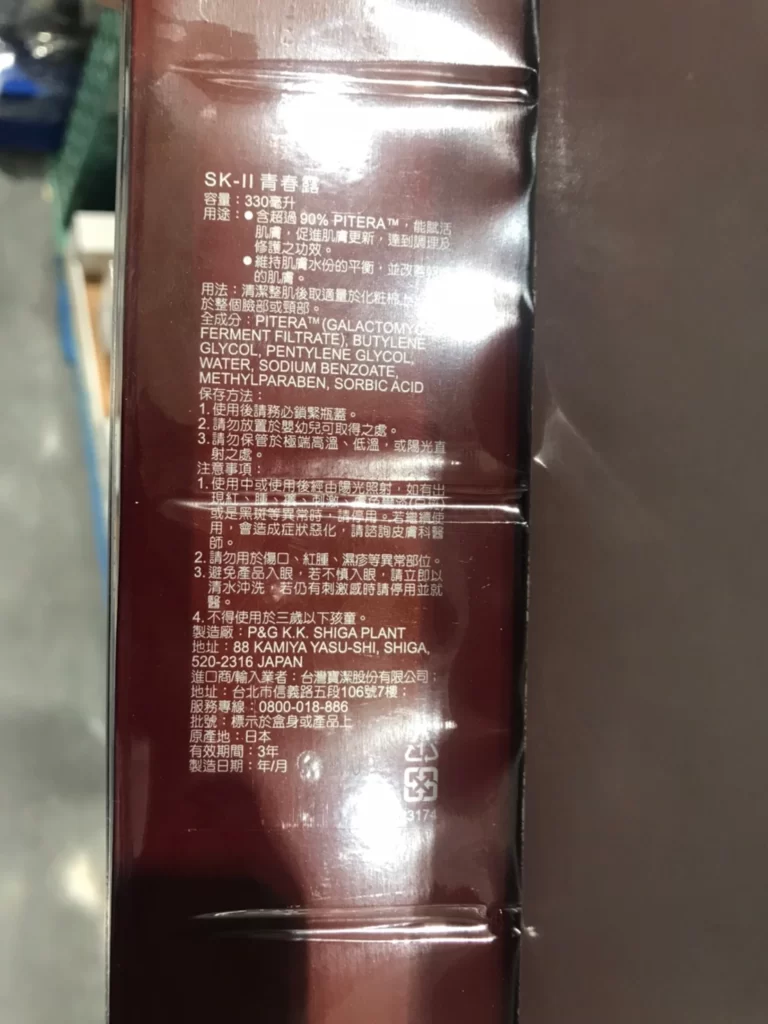 SK-II 青春露
容量：330毫升
用途：●含超過 90% PITERA™，能賦活
肌膚，促進肌膚更新，達到調理及
修護之功效。
●維持肌膚水份的平衡，並改善
的肌膚。
用法：清潔整肌後取適量於化粧棉
於整個臉部或頸部。
全成分：PITERA™(GALACTOMYC
FERMENT FILTRATE), BUTYLENE
GLYCOL, PENTYLENE GLYCOL,
WATER, SODIUM BENZOATE,
METHYLPARABEN, SORBIC ACID
保存方法：
1. 使用後請務必鎖緊瓶蓋。
2. 請勿放置於嬰幼兒可取得之處。
3. 請勿保管於極端高溫、低溫，或陽光直
射之處。
注意事項：
1. 使用中或使用後經由陽光照射，如有出
現紅、腫、癢、刺激、
或是黑斑等異常時，請停用。若繼續使
用，會造成症狀惡化，請諮詢皮膚科醫
師。
2. 請勿用於傷口、紅腫、濕疹等異常部位。
3. 避免產品入眼，若不慎入眼，請立即以
清水沖洗，若仍有刺激感時請停用並就
醫。
4. 不得使用於三歲以下孩童。
製造廠：P&G K.K. SHIGA PLANT
地址：88 KAMIYA YASU-SHI, SHIGA,
520-2316 JAPAN
進口商/輸入業者：台灣寶潔股份有限公司；
地址：台北市信義路五段106號7樓；
服務專線：0800-018-886
批號：標示於盒身或產品上
原產地：日本
有效期間：3年
製造日期：年/月
3174